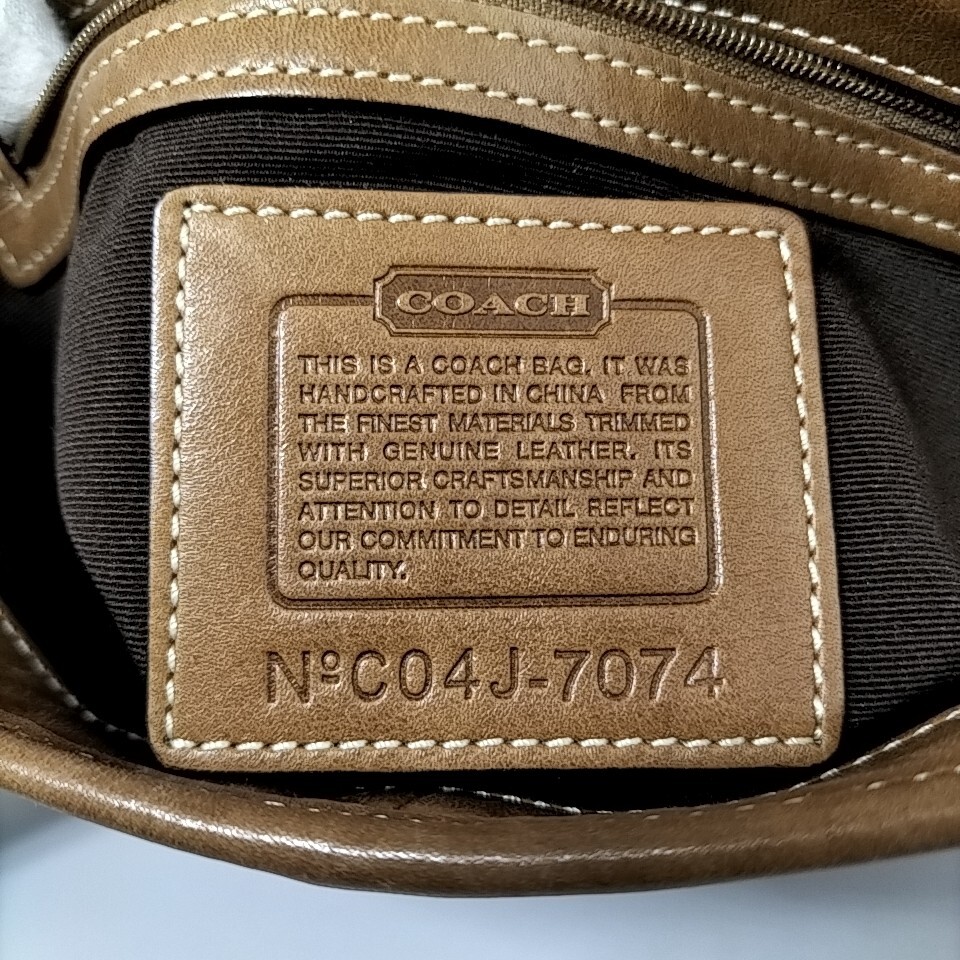 COACH
THIS IS A COACH BAG. IT WAS
HANDCRAFTED IN CHINA FROM
THE FINEST MATERIALS TRIMMED
WITH GENUINE LEATHER. ITS
SUPERIOR CRAFTSMANSHIP AND
ATTENTION TO DETAIL REFLECT
OUR COMMITMENT TO ENDURING
QUALITY.
NºC04J-7074